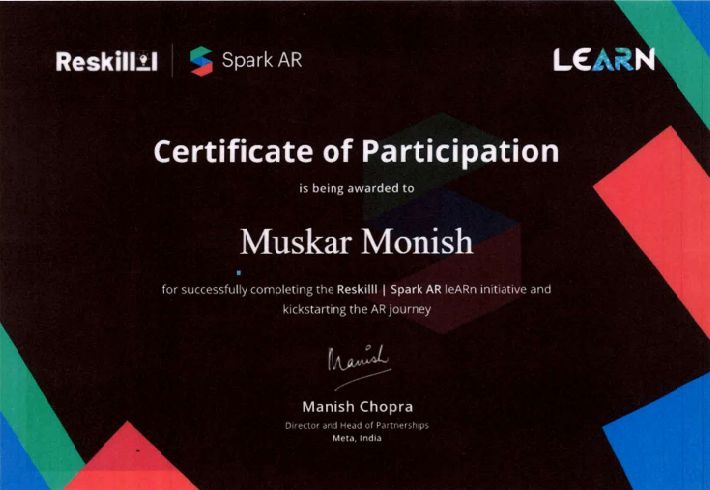 Reskilll
Spark AR
LEARN
Certificate of Participation
is being awarded to
Muskar Monish
for successfully completing the Reskilll | Spark AR leARn initiative and
kickstarting the AR journey
Manish
Manish Chopra
Director and Head of Partnerships
Meta, India